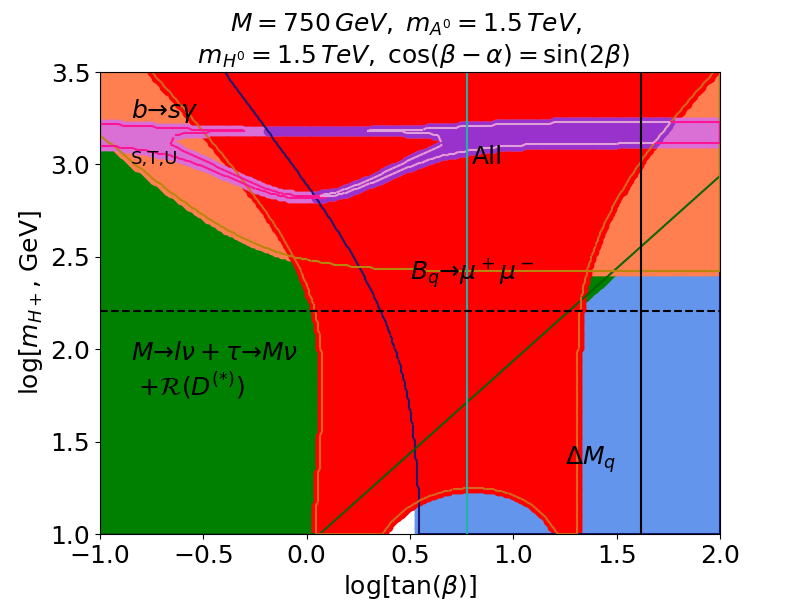 M = 750 GeV, m_{A^0} = 1.5 TeV,
m_{H^0} = 1.5 TeV, cos(β−α) = sin(2β)
3.5
b→sγ
S,T,U
All
3.0
2.5
B_q→μ^+μ^−
log[m_{H+}, GeV]
M→lν + τ→Mν
+ℛ(D^{(*)})
2.0
1.5
ΔM_q
1.0
−1.0 −0.5 0.0 0.5 1.0 1.5 2.0
log[tan(β)]